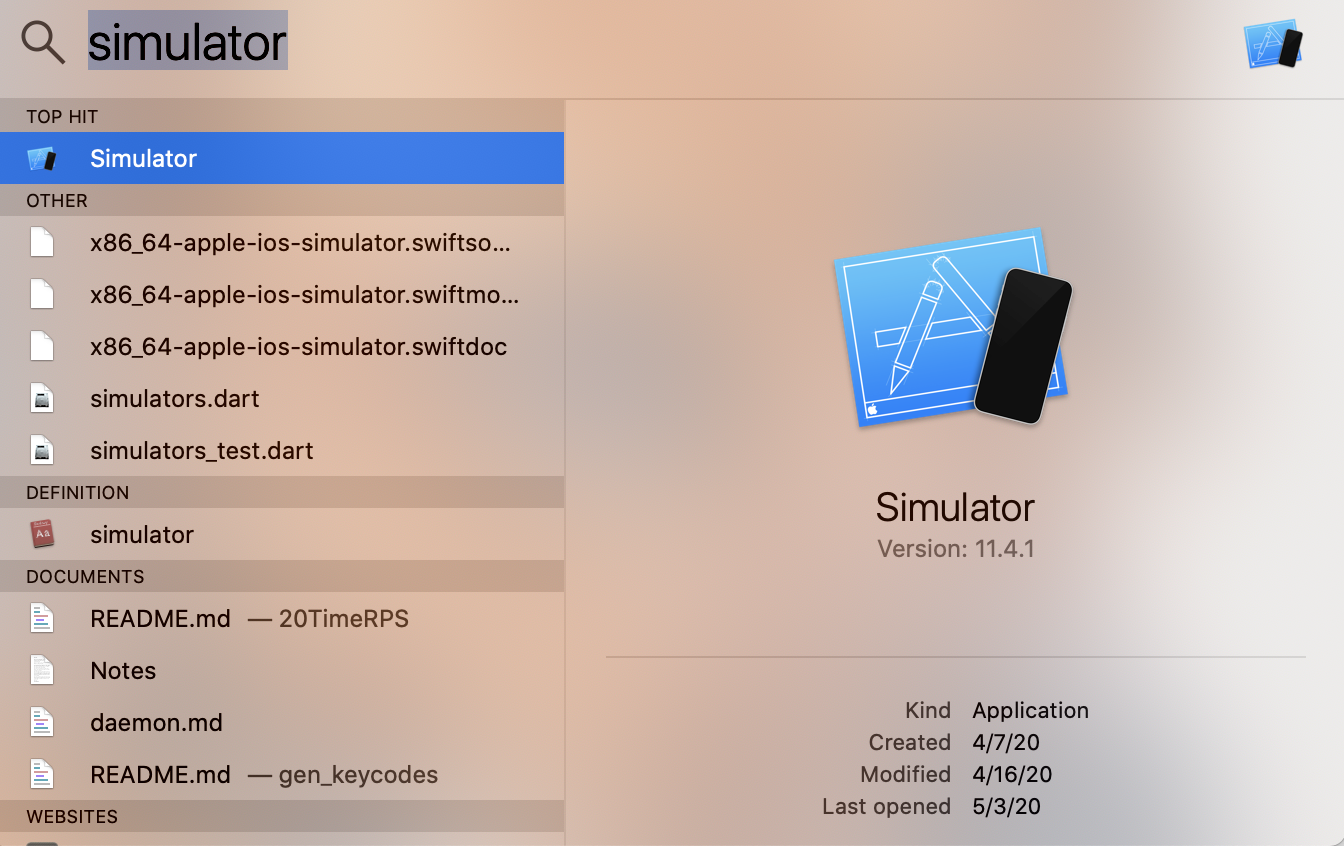 simulator
TOP HIT
Simulator
OTHER
x86_64-apple-ios-simulator.swiftso...
x86_64-apple-ios-simulator.swiftmo...
x86_64-apple-ios-simulator.swiftdoc
simulators.dart
simulators_test.dart
DEFINITION
simulator
DOCUMENTS
README.md — 20TimeRPS
Notes
daemon.md
README.md — gen_keycodes
WEBSITES
Simulator
Version: 11.4.1
Kind Application
Created 4/7/20
Modified 4/16/20
Last opened 5/3/20